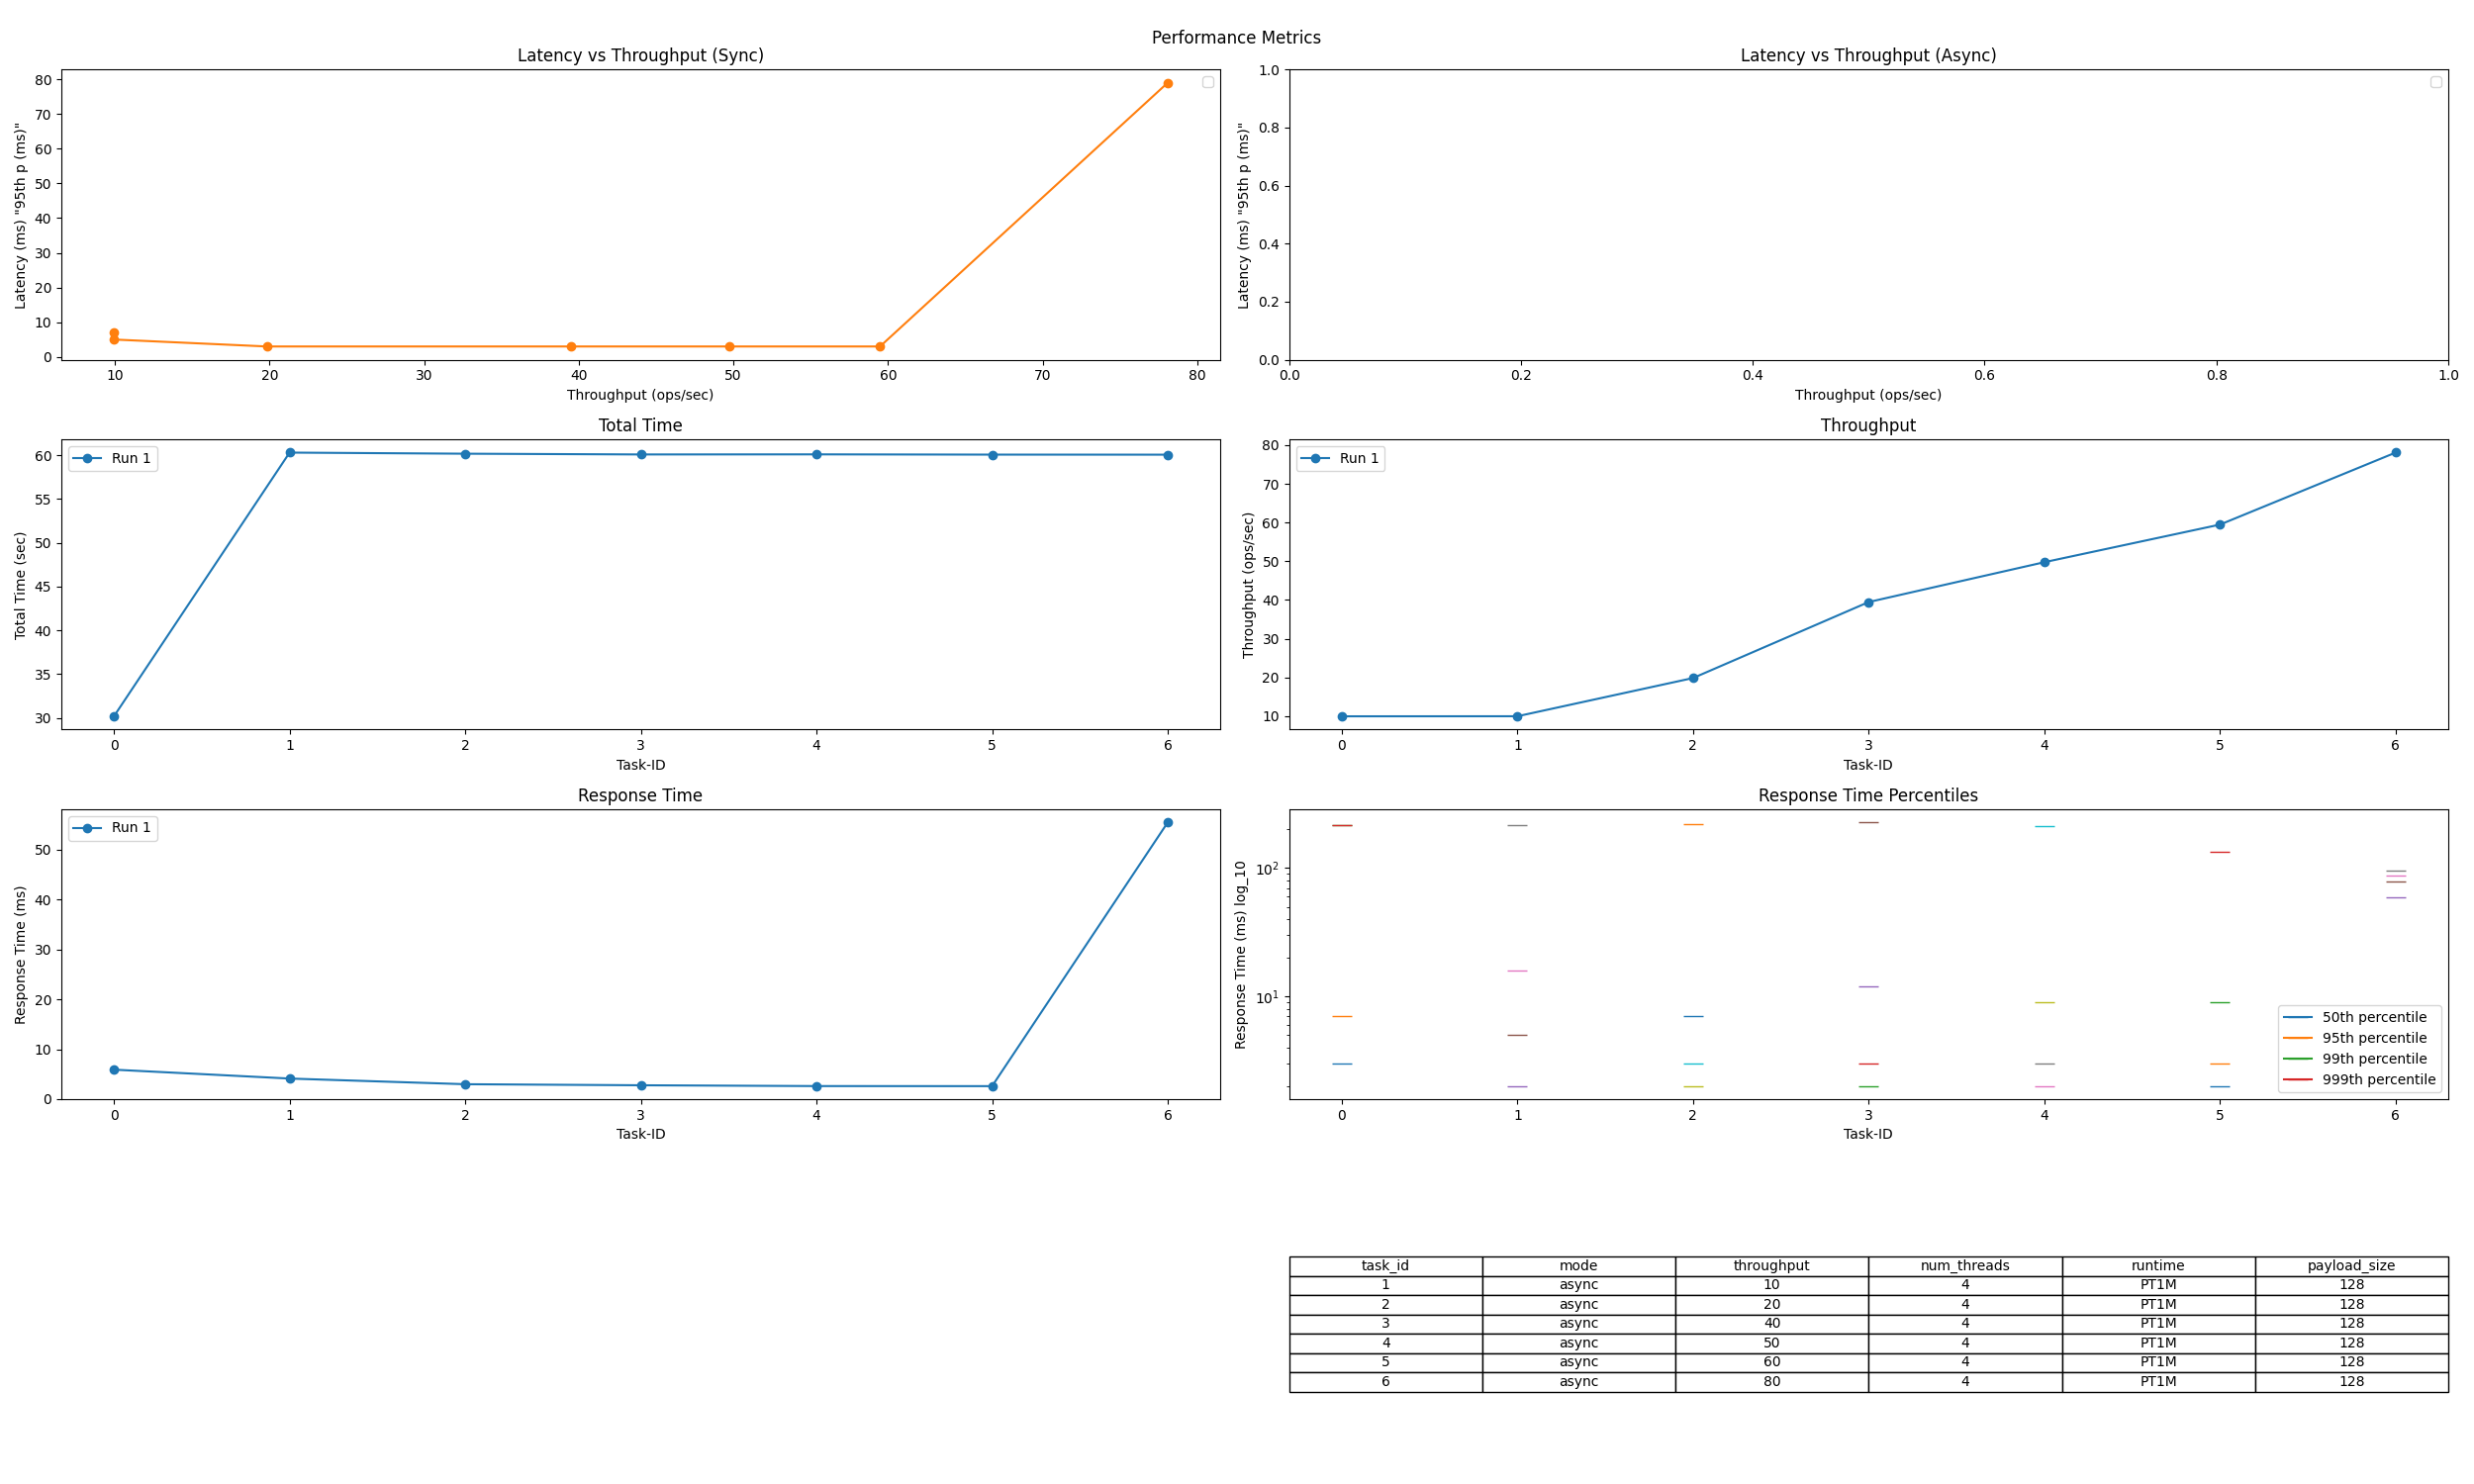 Performance Metrics
Latency vs Throughput (Sync)
Latency (ms) "95th p (ms)"
80
70
60
50
40
30
20
10
0
10 20 30 40 50 60 70 80
Throughput (ops/sec)
Latency vs Throughput (Async)
Latency (ms) "95th p (ms)"
1.0
0.8
0.6
0.4
0.2
0.0
0.0 0.2 0.4 0.6 0.8 1.0
Throughput (ops/sec)
Total Time
Run 1
Total Time (sec)
60
55
50
45
40
35
30
0 1 2 3 4 5 6
Task-ID
Throughput
Run 1
Throughput (ops/sec)
80
70
60
50
40
30
20
10
0 1 2 3 4 5 6
Task-ID
Response Time
Run 1
Response Time (ms)
50
40
30
20
10
0
0 1 2 3 4 5 6
Task-ID
Response Time Percentiles
Response Time (ms) log_10
10²
10¹
50th percentile
95th percentile
99th percentile
999th percentile
0 1 2 3 4 5 6
Task-ID
task_id mode throughput num_threads runtime payload_size
1 async 10 4 PT1M 128
2 async 20 4 PT1M 128
3 async 40 4 PT1M 128
4 async 50 4 PT1M 128
5 async 60 4 PT1M 128
6 async 80 4 PT1M 128